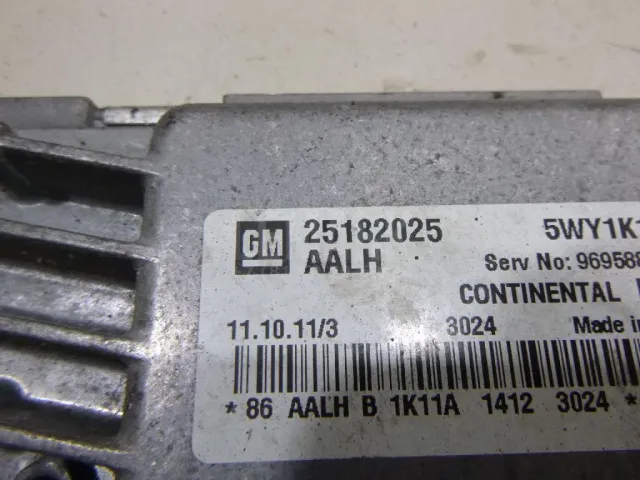 GM 25182025 5WY1K1
AALH Serv No: 969588
CONTINENTAL
11.10.11/3 3024 Made in
*86 AALH B 1K11A 1412 3024 *